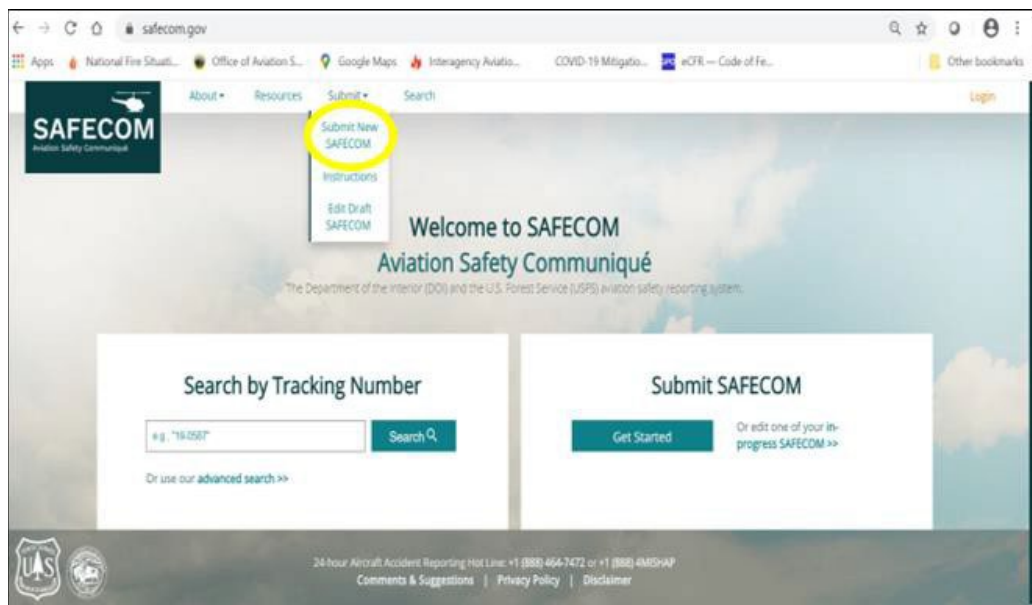 safecom.gov
Apps National Fire Situati... Office of Aviation S... Google Maps Interagency Aviatio... COVID-19 Mitigatio... eCFR — Code of Fe... Other bookmarks
About Resources Submit Search Login
SAFECOM
Aviation Safety Communiqué
Submit New
SAFECOM
Instructions
Edit Draft
SAFECOM
Welcome to SAFECOM
Aviation Safety Communiqué
The Department of the Interior (DOI) and the U.S. Forest Service (USFS) aviation safety reporting system.
Search by Tracking Number
e.g., "19-0567"
Search
Or use our advanced search >>
Submit SAFECOM
Get Started
Or edit one of your in-
progress SAFECOM >>
UAS
24-hour Aircraft Accident Reporting Hot Line: +1 (888) 464-7472 or +1 (888) 4MISHAP
Comments & Suggestions | Privacy Policy | Disclaimer